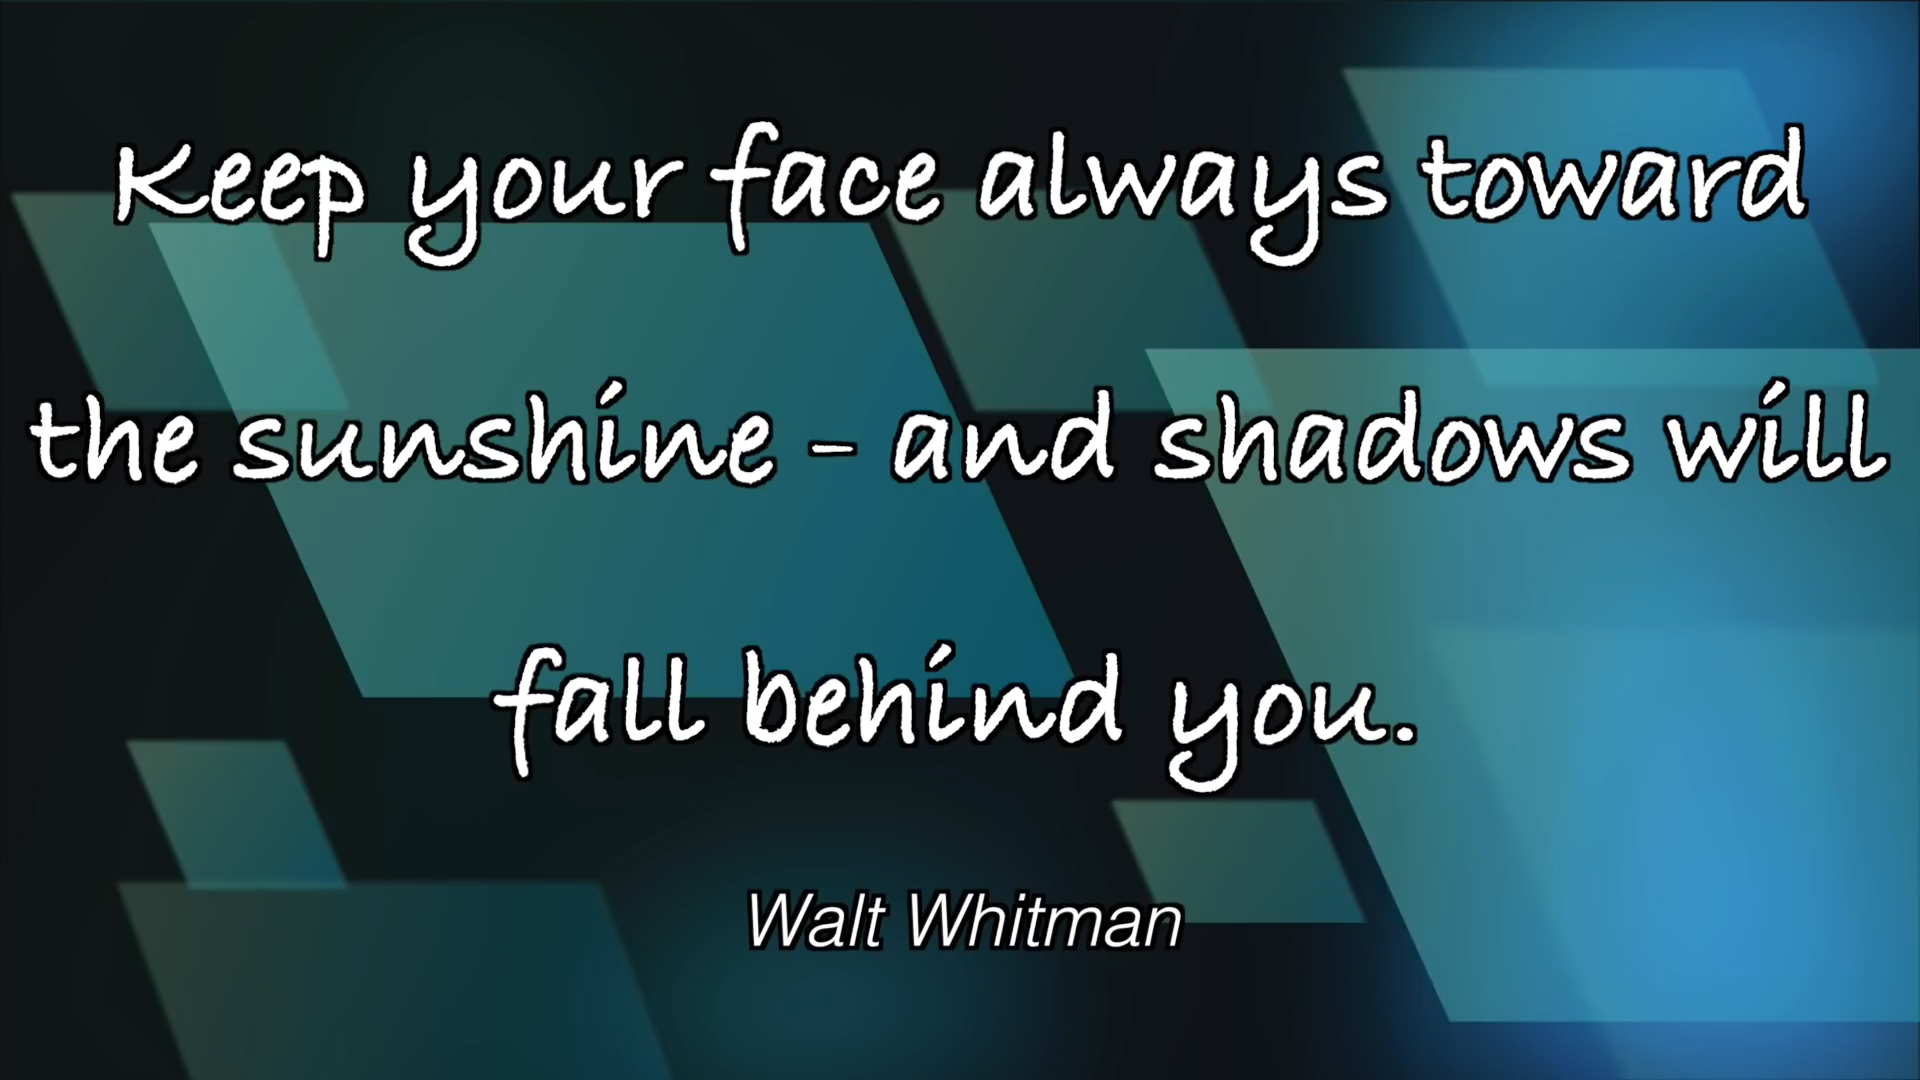 Keep your face always toward
the sunshine - and shadows will
fall behind you.
Walt Whitman